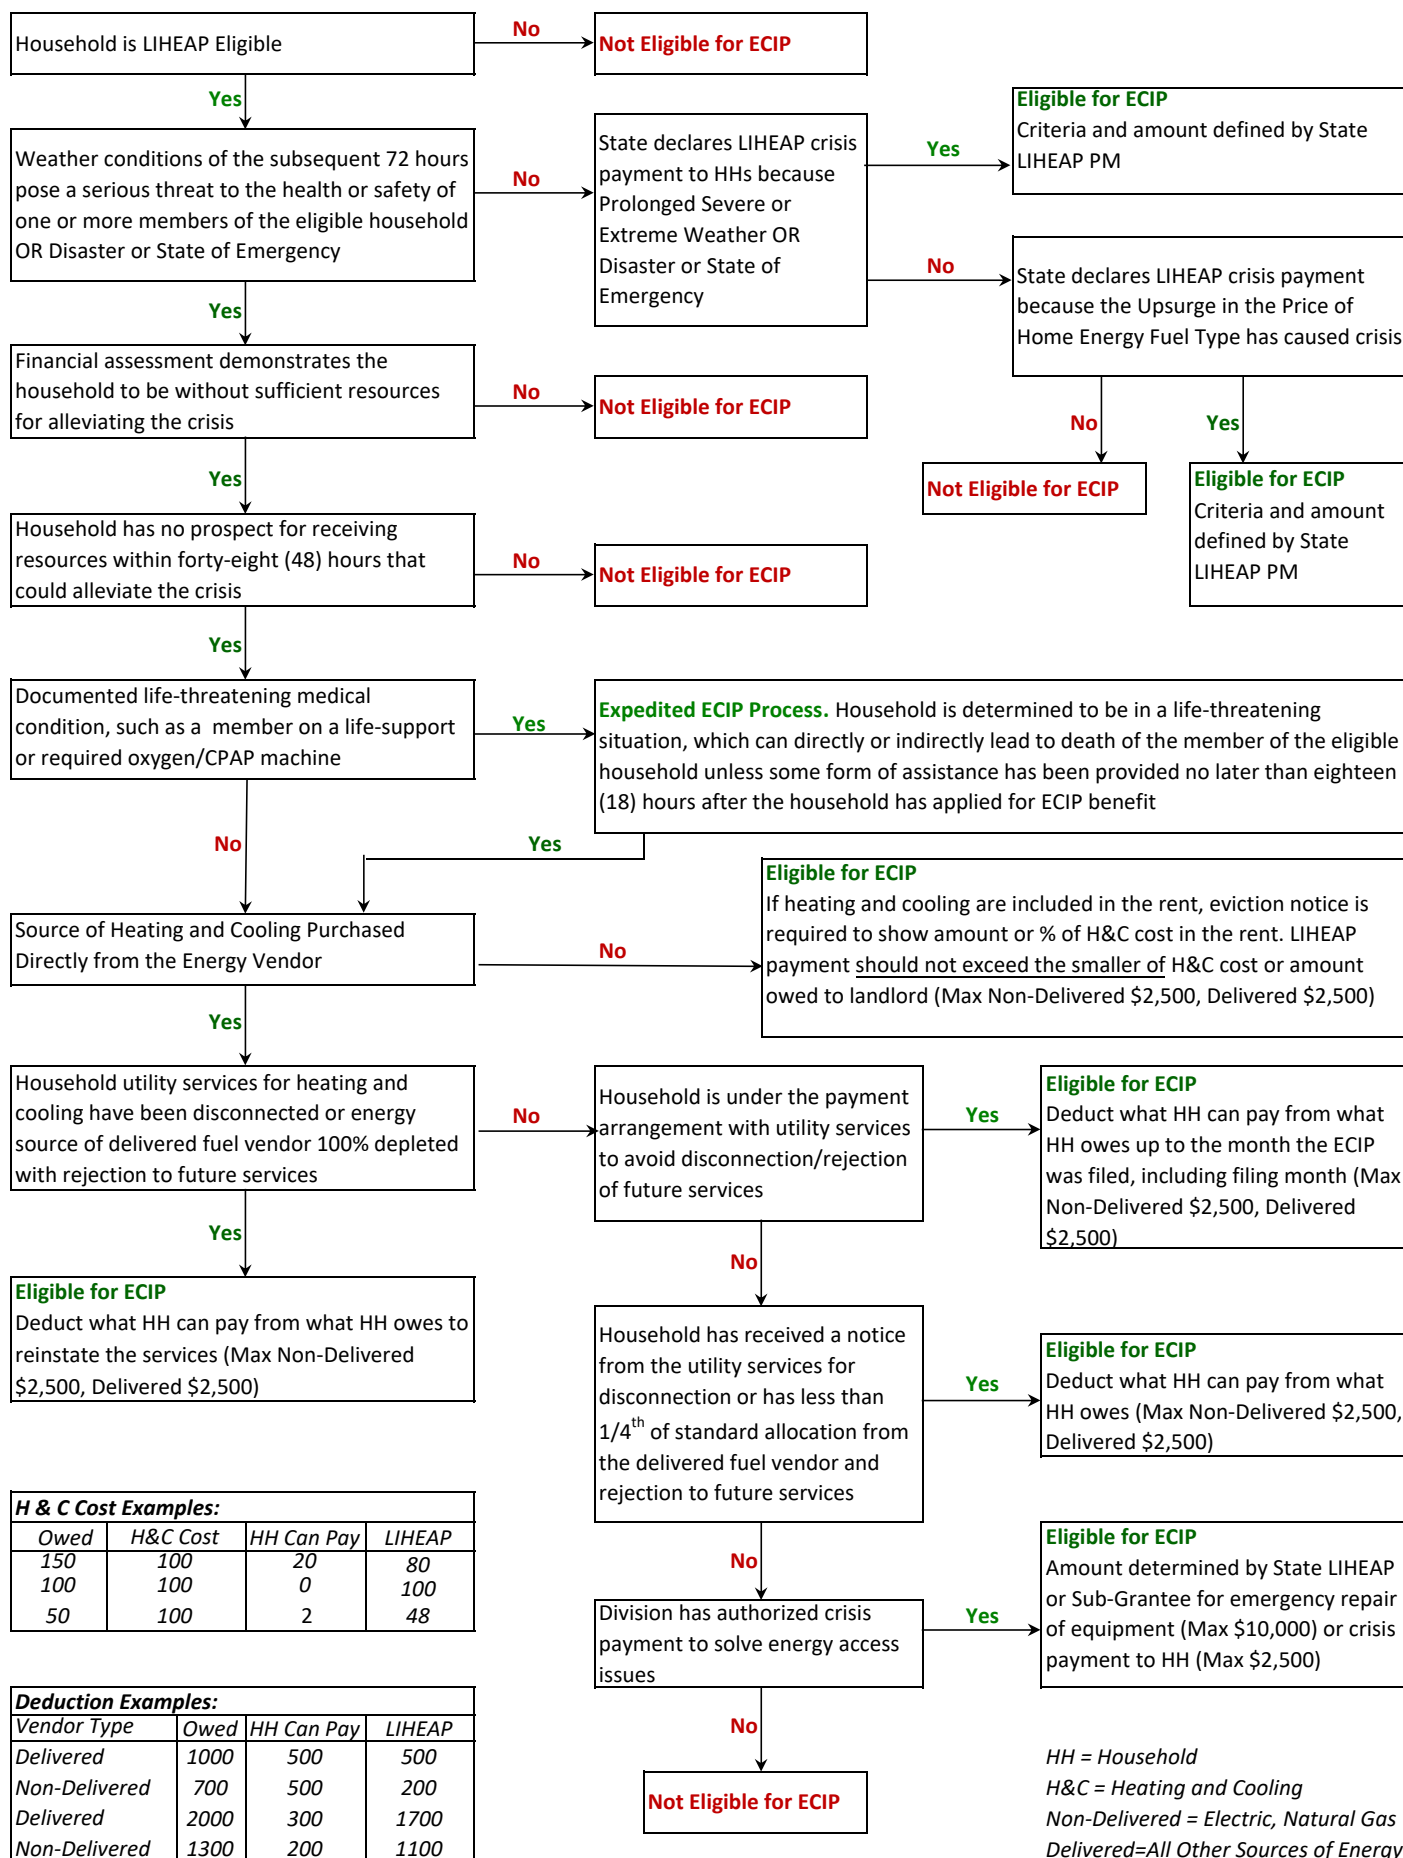 Household is LIHEAP Eligible
No
Not Eligible for ECIP
Yes
Weather conditions of the subsequent 72 hours
pose a serious threat to the health or safety of
one or more members of the eligible household
OR Disaster or State of Emergency
No
State declares LIHEAP crisis
payment to HHs because
Prolonged Severe or
Extreme Weather OR
Disaster or State of
Emergency
Yes
Eligible for ECIP
Criteria and amount defined by State
LIHEAP PM
No
State declares LIHEAP crisis payment
because the Upsurge in the Price of
Home Energy Fuel Type has caused crisis
No
Not Eligible for ECIP
Yes
Eligible for ECIP
Criteria and amount
defined by State
LIHEAP PM
Yes
Financial assessment demonstrates the
household to be without sufficient resources
for alleviating the crisis
No
Not Eligible for ECIP
Yes
Household has no prospect for receiving
resources within forty-eight (48) hours that
could alleviate the crisis
No
Not Eligible for ECIP
Yes
Documented life-threatening medical
condition, such as a member on a life-support
or required oxygen/CPAP machine
Yes
Expedited ECIP Process. Household is determined to be in a life-threatening
situation, which can directly or indirectly lead to death of the member of the eligible
household unless some form of assistance has been provided no later than eighteen
(18) hours after the household has applied for ECIP benefit
No
Yes
Source of Heating and Cooling Purchased
Directly from the Energy Vendor
No
Eligible for ECIP
If heating and cooling are included in the rent, eviction notice is
required to show amount or % of H&C cost in the rent. LIHEAP
payment should not exceed the smaller of H&C cost or amount
owed to landlord (Max Non-Delivered $2,500, Delivered $2,500)
Yes
Household utility services for heating and
cooling have been disconnected or energy
source of delivered fuel vendor 100% depleted
with rejection to future services
No
Household is under the payment
arrangement with utility services
to avoid disconnection/rejection
of future services
Yes
Eligible for ECIP
Deduct what HH can pay from what
HH owes up to the month the ECIP
was filed, including filing month (Max
Non-Delivered $2,500, Delivered
$2,500)
Yes
Eligible for ECIP
Deduct what HH can pay from what HH owes to
reinstate the services (Max Non-Delivered
$2,500, Delivered $2,500)
No
Household has received a notice
from the utility services for
disconnection or has less than
1/4th of standard allocation from
the delivered fuel vendor and
rejection to future services
Yes
Eligible for ECIP
Deduct what HH can pay from what
HH owes (Max Non-Delivered $2,500,
Delivered $2,500)
No
Division has authorized crisis
payment to solve energy access
issues
Yes
Eligible for ECIP
Amount determined by State LIHEAP
or Sub-Grantee for emergency repair
of equipment (Max $10,000) or crisis
payment to HH (Max $2,500)
No
Not Eligible for ECIP
H & C Cost Examples:
Owed H&C Cost HH Can Pay LIHEAP
150 100 20 80
100 100 0 100
50 100 2 48
Deduction Examples:
Vendor Type Owed HH Can Pay LIHEAP
Delivered 1000 500 500
Non-Delivered 700 500 200
Delivered 2000 300 1700
Non-Delivered 1300 200 1100
HH = Household
H&C = Heating and Cooling
Non-Delivered = Electric, Natural Gas
Delivered=All Other Sources of Energy